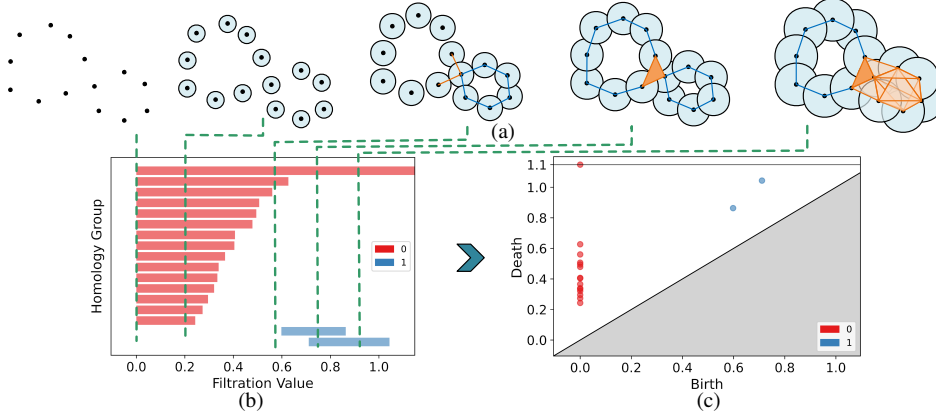 (a)
Homology Group
0
1
0.0 0.2 0.4 0.6 0.8 1.0
Filtration Value
(b)
Death
1.1
1.0
0.8
0.6
0.4
0.2
0.0
0
1
0.0 0.2 0.4 0.6 0.8 1.0
Birth
(c)